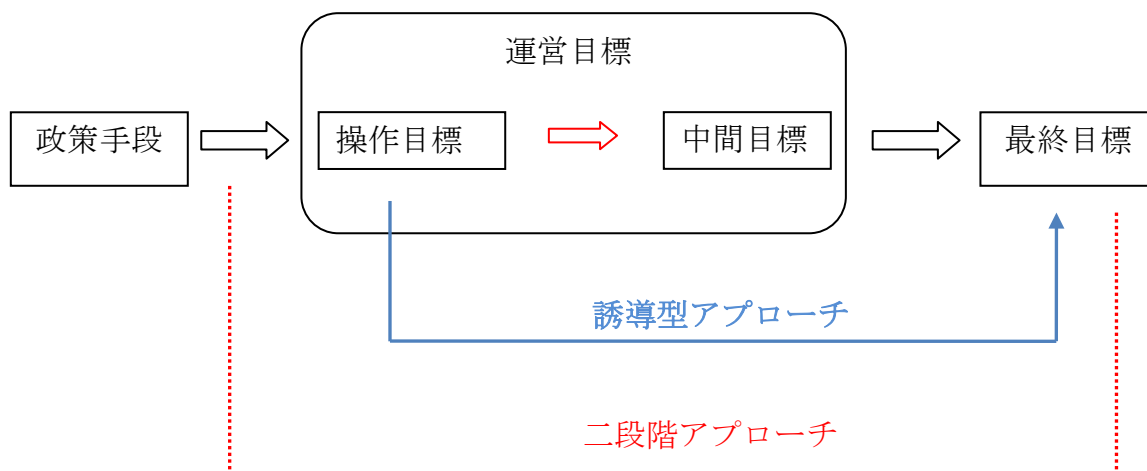 運営目標
政策手段
操作目標
中間目標
最終目標
誘導型アプローチ
二段階アプローチ